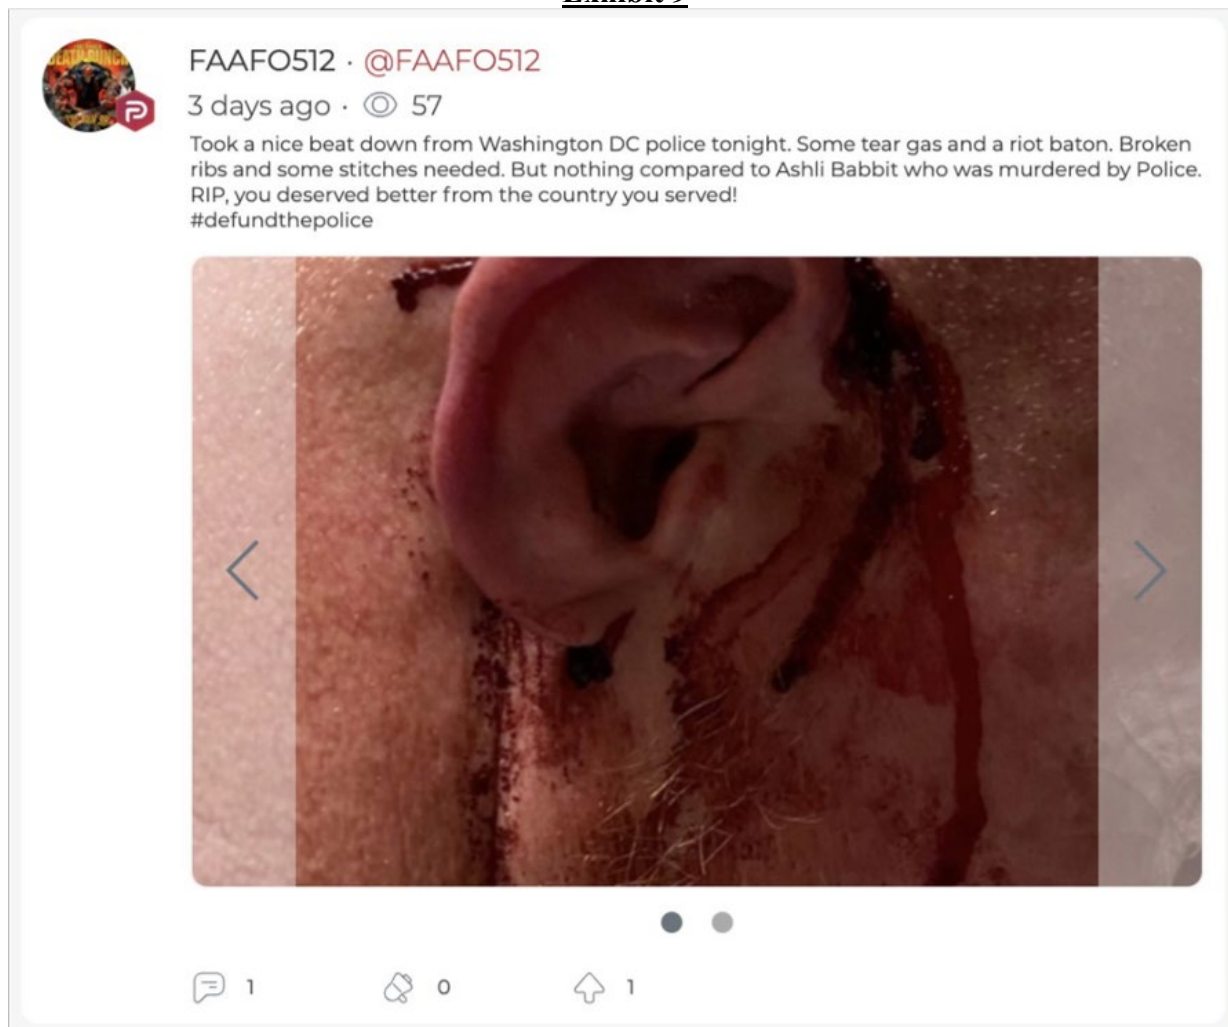 FAAFO512 · @FAAFO512
3 days ago · 57
Took a nice beat down from Washington DC police tonight. Some tear gas and a riot baton. Broken
ribs and some stitches needed. But nothing compared to Ashli Babbit who was murdered by Police.
RIP, you deserved better from the country you served!
#defundthepolice
1 0 1